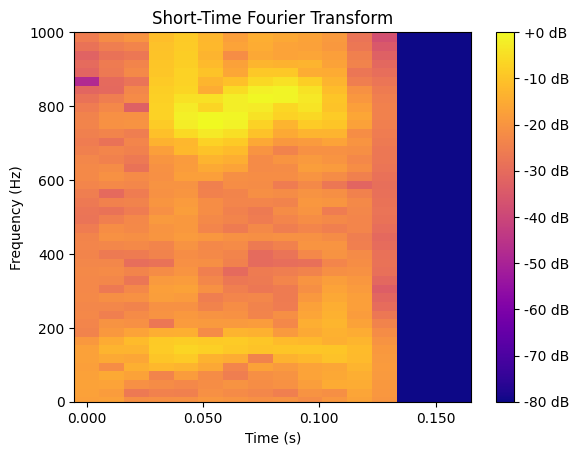 Short-Time Fourier Transform
1000
800
600
400
200
0
Frequency (Hz)
0.000
0.050
0.100
0.150
Time (s)
+0 dB
-10 dB
-20 dB
-30 dB
-40 dB
-50 dB
-60 dB
-70 dB
-80 dB